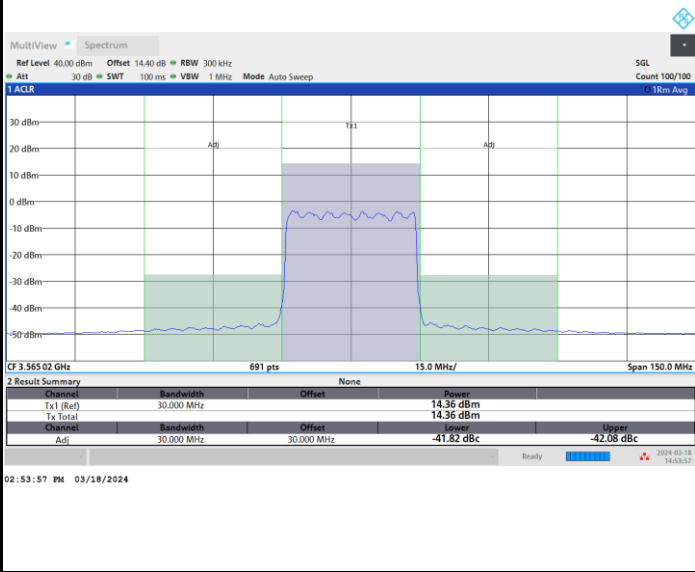 MultiView Spectrum
Ref Level 40.00 dBm Offset 14.40 dB RBW 300 kHz SGL
Att 30 dB SWT 100 ms VBW 1 MHz Mode Auto Sweep Count 100/100
1 ACLR 1Rm Avg
30 dBm
Tx1
20 dBm
Adj Adj
10 dBm
0 dBm
-10 dBm
-20 dBm
-30 dBm
-40 dBm
-50 dBm
CF 3.56502 GHz 691 pts 15.0 MHz/ Span 150.0 MHz
2 Result Summary None
Channel Bandwidth Offset Power
Tx1 (Ref) 30.000 MHz 14.36 dBm
Tx Total 14.36 dBm
Channel Bandwidth Offset Lower Upper
Adj 30.000 MHz 30.000 MHz -41.82 dBc -42.08 dBc
Ready 2024-03-18
14:53:57
02:53:57 PM 03/18/2024